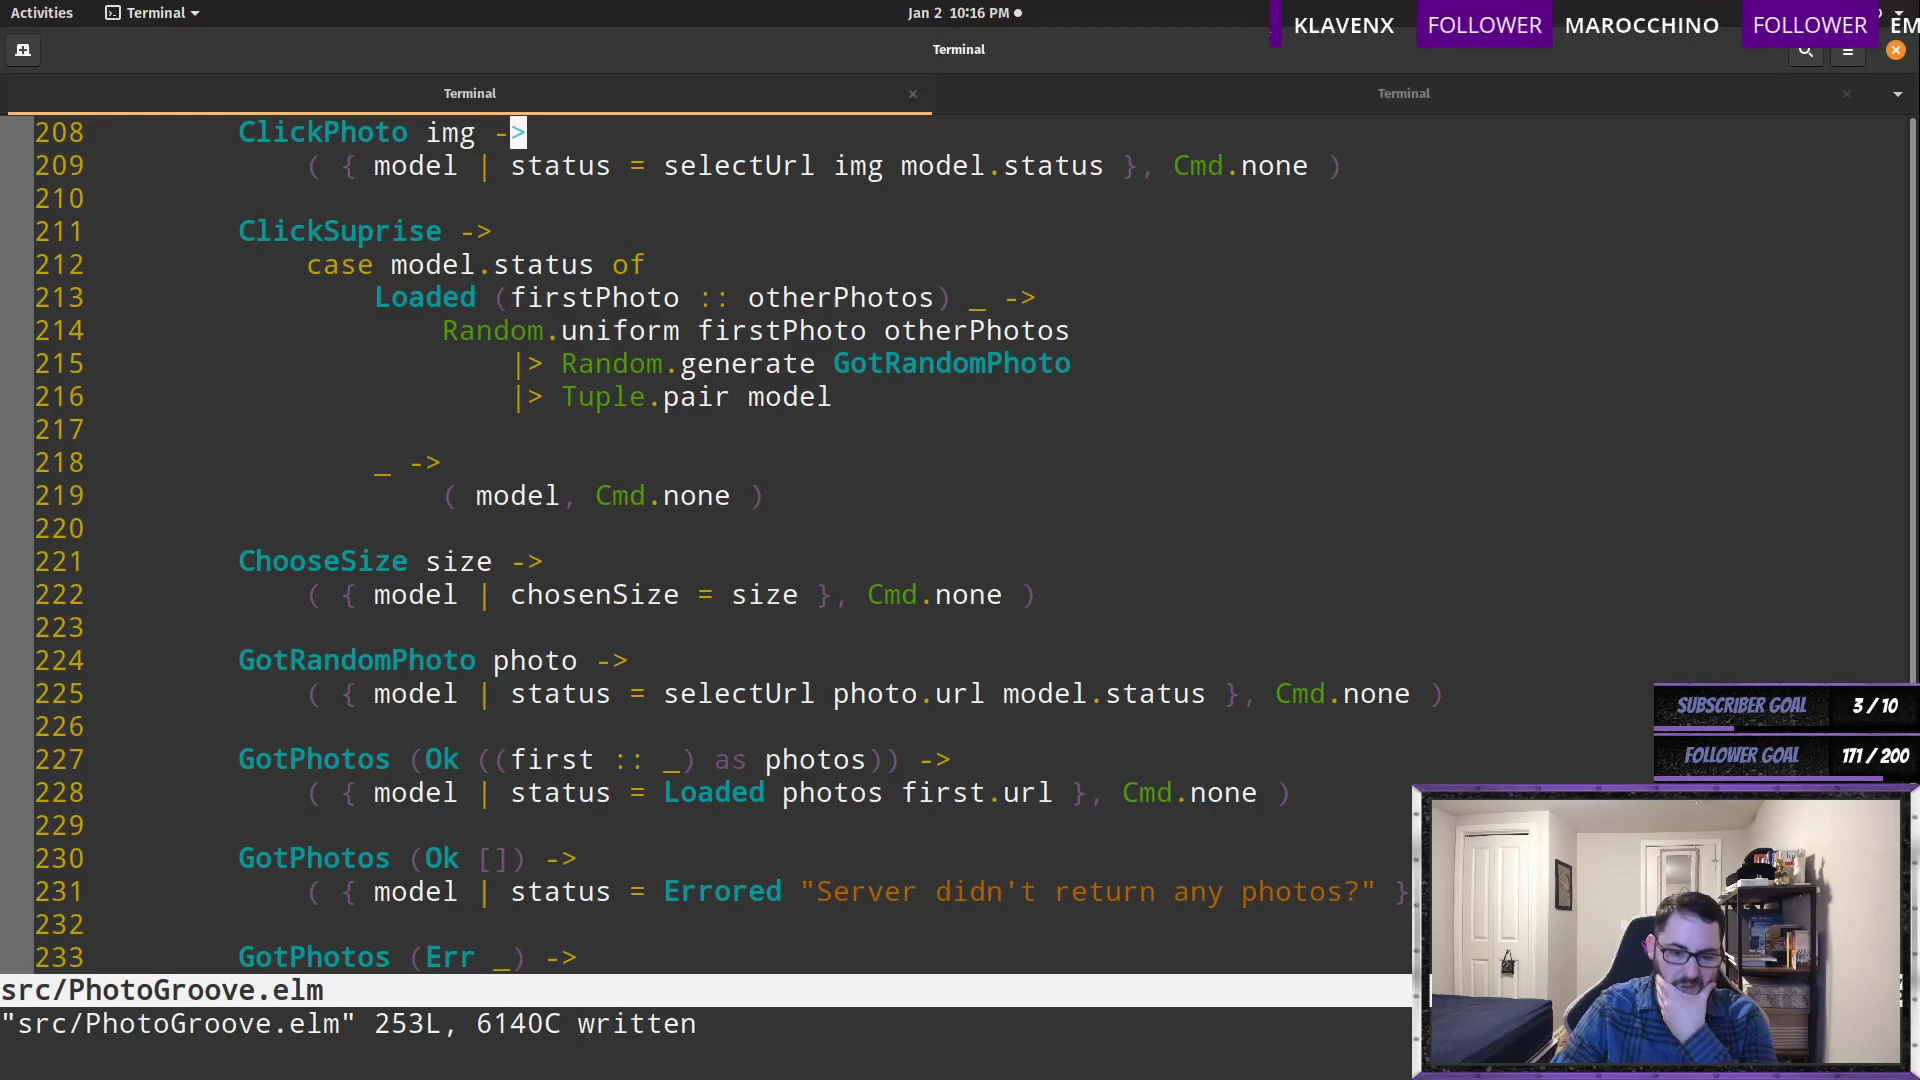 Activities
Terminal
Jan 2 10:16 PM
KLAVENX FOLLOWER MAROCCHINO FOLLOWER EM
Terminal
Terminal
Terminal
208 ClickPhoto img ->
209 ( { model | status = selectUrl img model.status }, Cmd.none )
210
211 ClickSuprise ->
212 case model.status of
213 Loaded (firstPhoto :: otherPhotos) _ ->
214 Random.uniform firstPhoto otherPhotos
215 |> Random.generate GotRandomPhoto
216 |> Tuple.pair model
217
218 _ ->
219 ( model, Cmd.none )
220
221 ChooseSize size ->
222 ( { model | chosenSize = size }, Cmd.none )
223
224 GotRandomPhoto photo ->
225 ( { model | status = selectUrl photo.url model.status }, Cmd.none )
226
227 GotPhotos (Ok ((first :: _) as photos)) ->
228 ( { model | status = Loaded photos first.url }, Cmd.none )
229
230 GotPhotos (Ok []) ->
231 ( { model | status = Errored "Server didn't return any photos?" }
232
233 GotPhotos (Err _) ->
SUBSCRIBER GOAL 3 / 10
FOLLOWER GOAL 171 / 200
src/PhotoGroove.elm
"src/PhotoGroove.elm" 253L, 6140C written